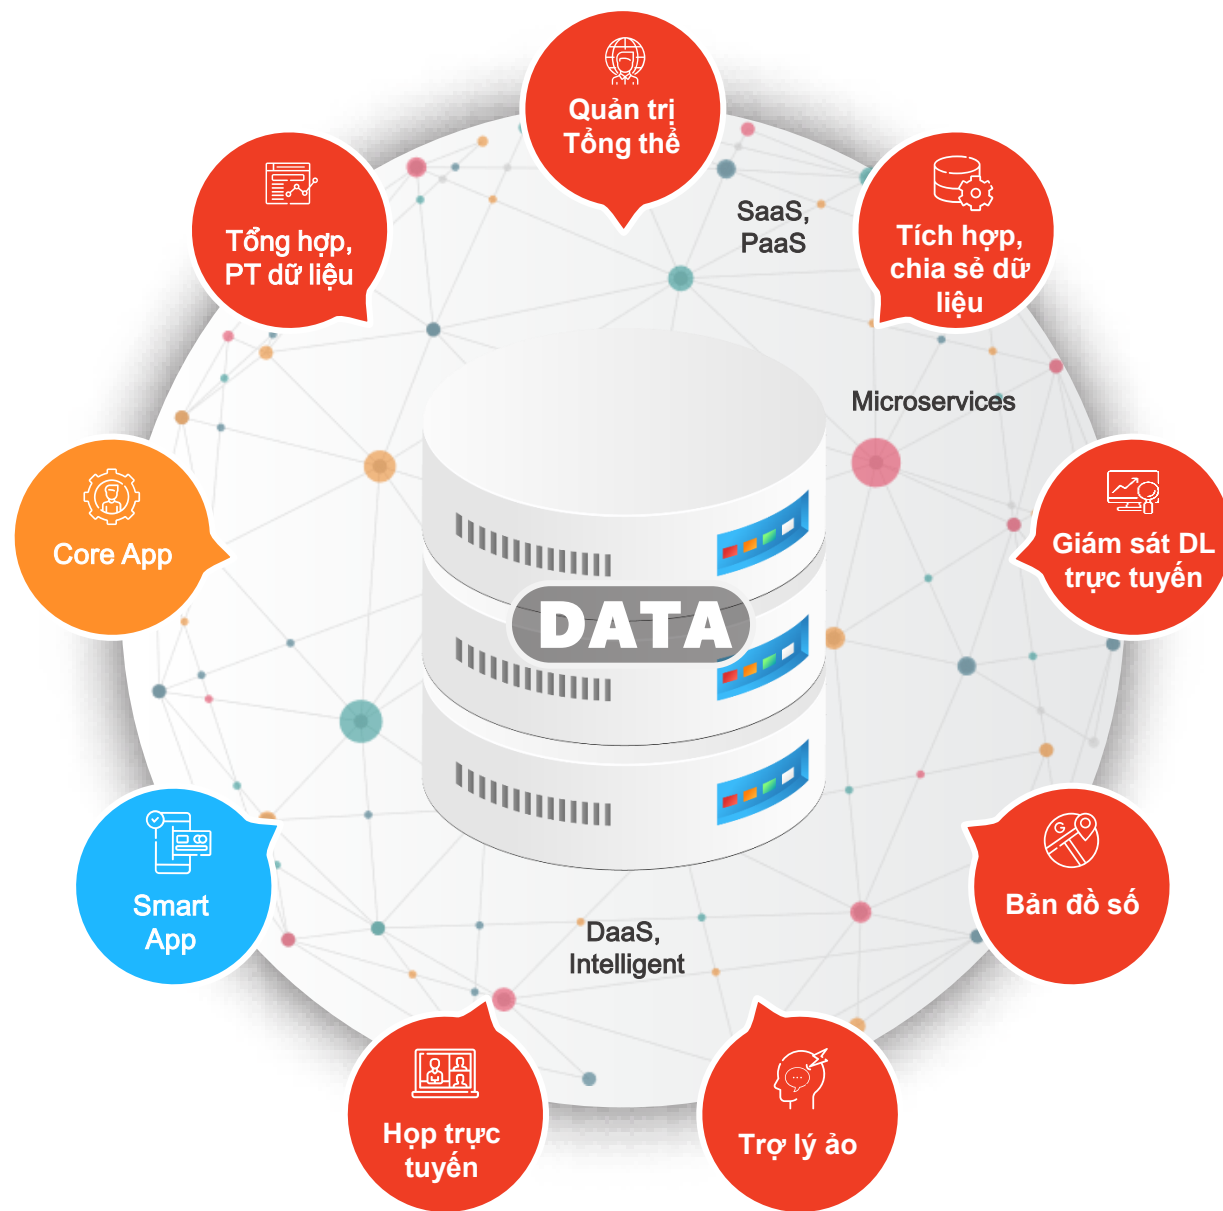 Quản trị
Tổng thể
SaaS,
PaaS
Tích hợp,
chia sẻ dữ
liệu
Tổng hợp,
PT dữ liệu
Microservices
Core App
Giám sát DL
trực tuyến
DATA
Smart
App
G
Bản đồ số
DaaS,
Intelligent
Họp trực
tuyến
Trợ lý ảo